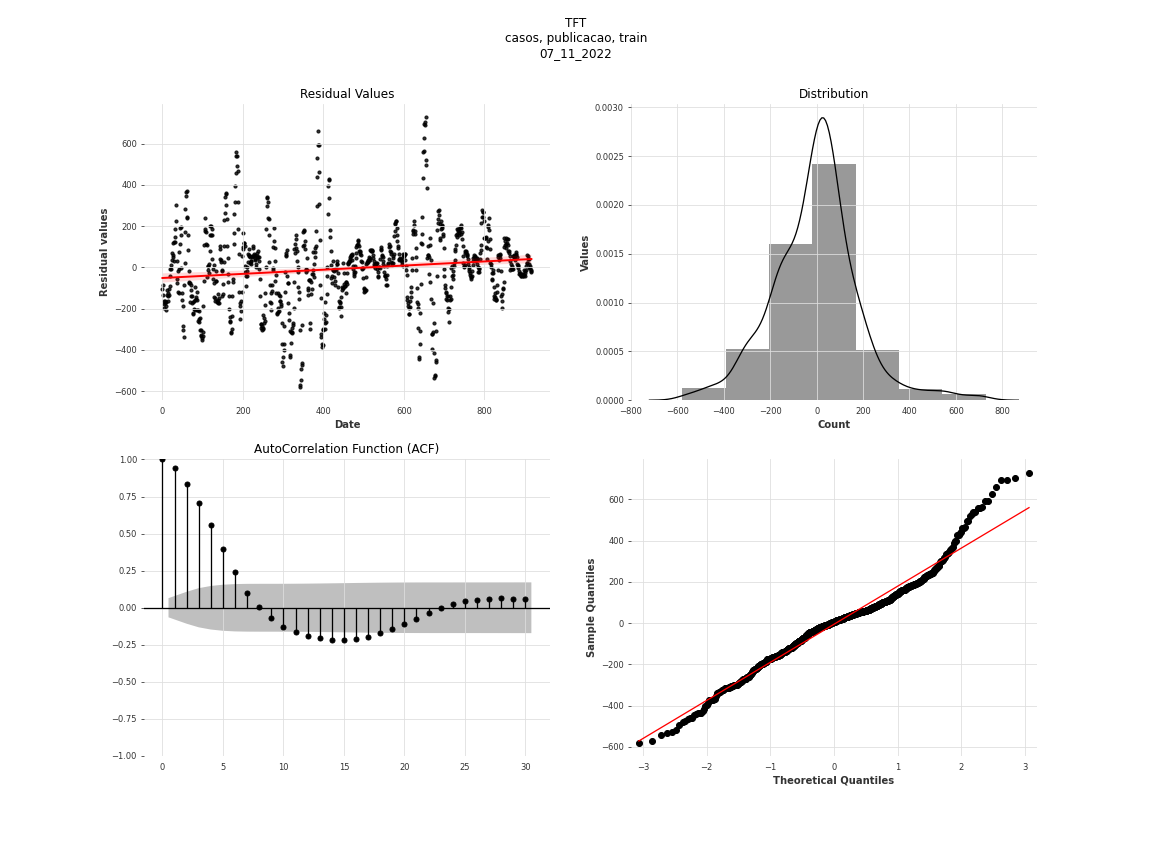 TFT
casos, publicacao, train
07_11_2022
Residual Values
Residual values
600
400
200
0
−200
−400
−600
0 200 400 600 800
Date
Distribution
Values
0.0030
0.0025
0.0020
0.0015
0.0010
0.0005
0.0000
−800 −600 −400 −200 0 200 400 600 800
Count
AutoCorrelation Function (ACF)
1.00
0.75
0.50
0.25
0.00
−0.25
−0.50
−0.75
−1.00
0 5 10 15 20 25 30
Sample Quantiles
600
400
200
0
−200
−400
−600
−3 −2 −1 0 1 2 3
Theoretical Quantiles